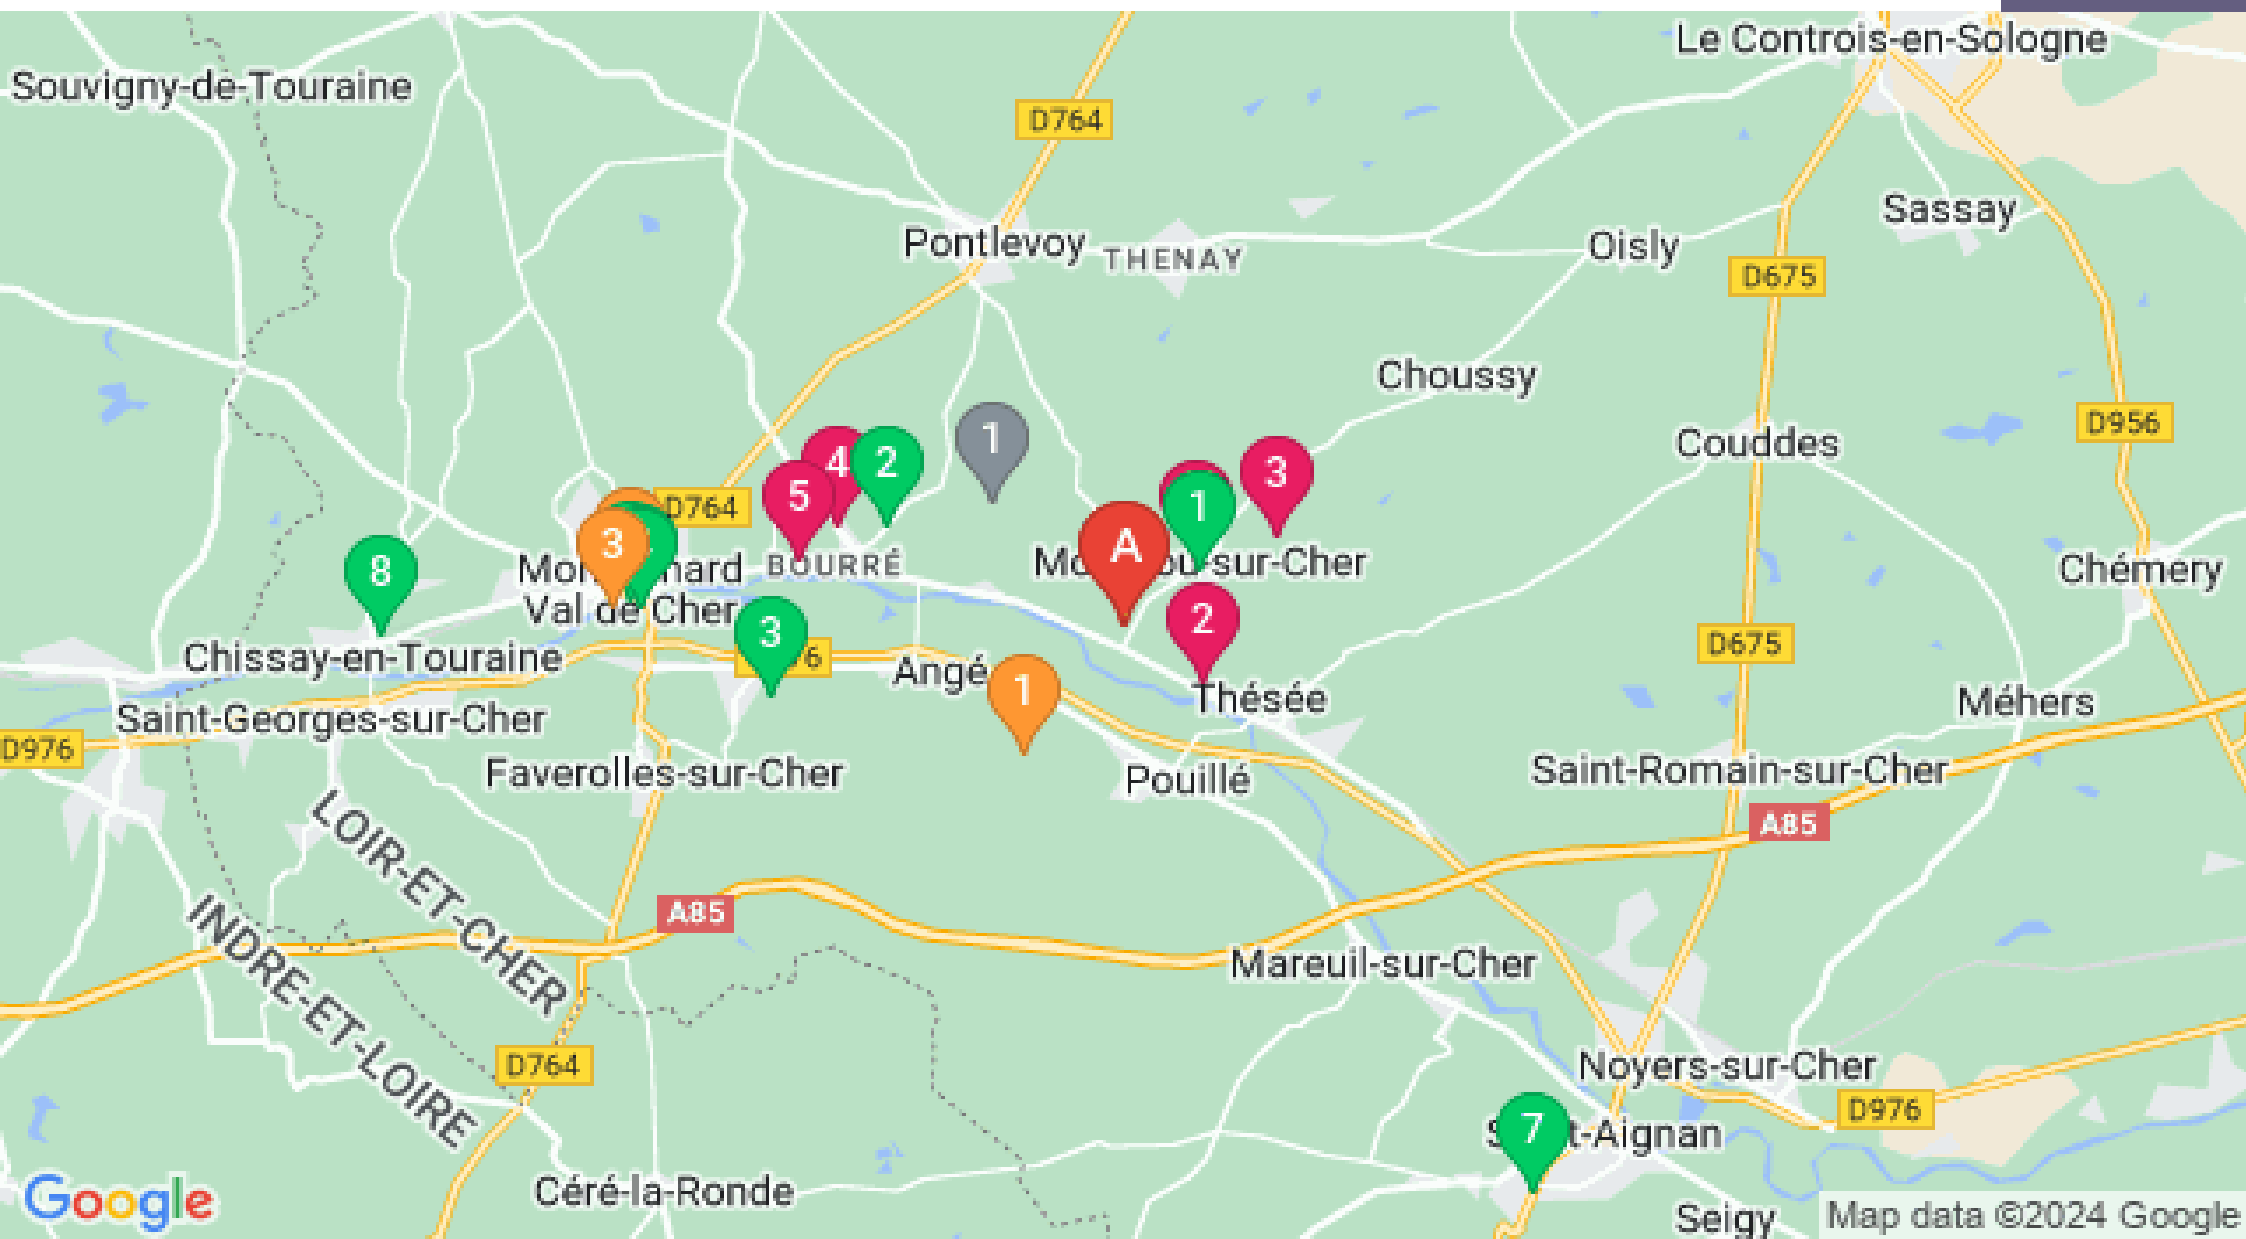 Le Controis-en-Sologne
Souvigny-de-Touraine
D764
Sassay
Pontlevoy
THENAY
Oisly
D675
Choussy
D956
Couddes
1
4
2
3
5
D764
1
3
A
8
BOURRÉ
sur-Cher
Chémery
Val de Cher
2
3
D675
Chissay-en-Touraine
Angé
1
Thésée
Méhers
Saint-Georges-sur-Cher
D976
Faverolles-sur-Cher
Pouillé
Saint-Romain-sur-Cher
A85
LOIR-ET-CHER
A85
INDRE-ET-LOIRE
Mareuil-sur-Cher
D764
Noyers-sur-Cher
D976
7
t-Aignan
Céré-la-Ronde
Google
Seigy
Map data ©2024 Google